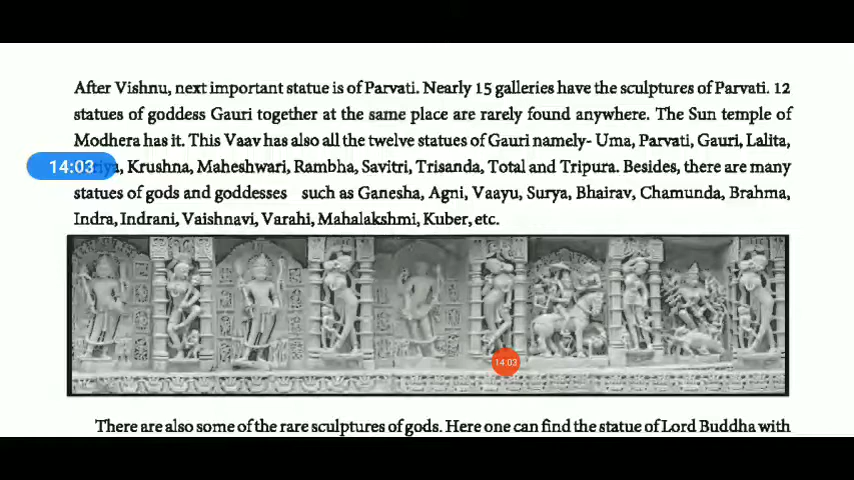 After Vishnu, next important statue is of Parvati. Nearly 15 galleries have the sculptures of Parvati. 12
statues of goddess Gauri together at the same place are rarely found anywhere. The Sun temple of
Modhera has it. This Vaav has also all the twelve statues of Gauri namely- Uma, Parvati, Gauri, Lalita,
14:03 Krushna, Maheshwari, Rambha, Savitri, Trisanda, Total and Tripura. Besides, there are many
statues of gods and goddesses such as Ganesha, Agni, Vaayu, Surya, Bhairav, Chamunda, Brahma,
Indra, Indrani, Vaishnavi, Varahi, Mahalakshmi, Kuber, etc.
14:03
There are also some of the rare sculptures of gods. Here one can find the statue of Lord Buddha with